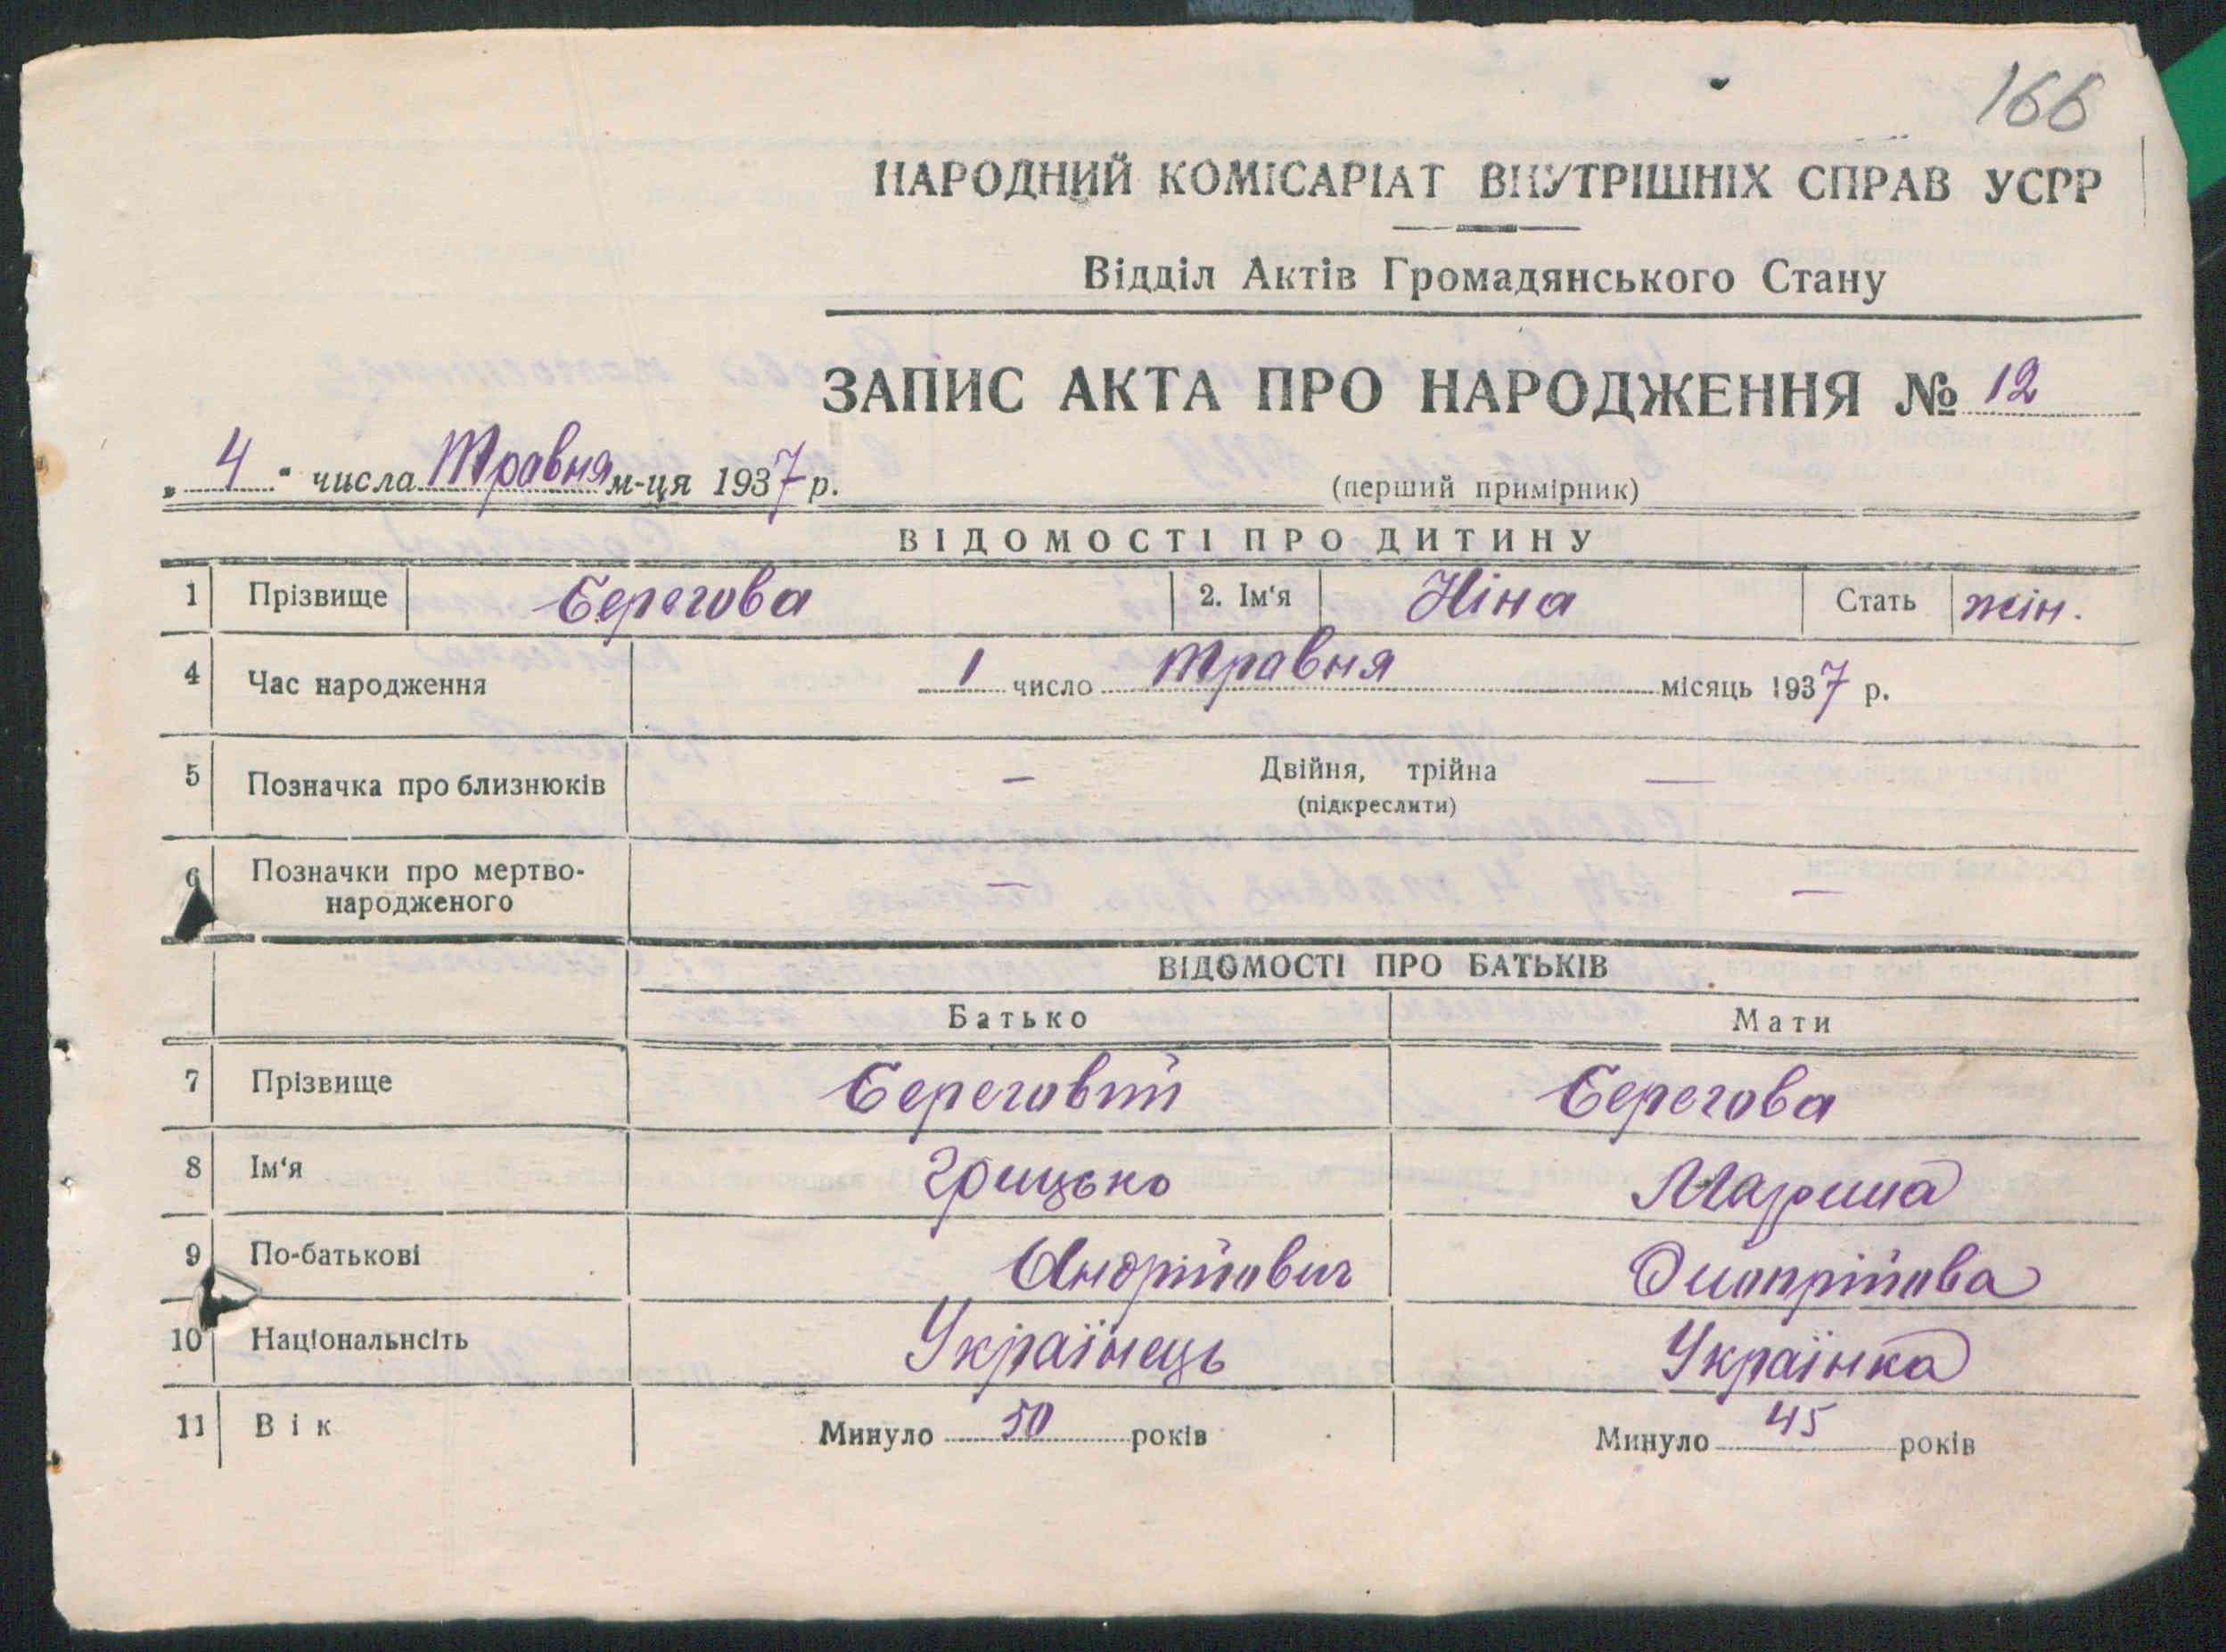 166
НАРОДНИЙ КОМІСАРІАТ ВНУТРІШНІХ СПРАВ УСРР
Відділ Актів Громадянського Стану
ЗАПИС АКТА ПРО НАРОДЖЕННЯ № 12
„ 4 “ числа Травня м-ця 1937 р. (перший примірник)
ВІДОМОСТІ ПРО ДИТИНУ
1 Прізвище Берегова 2. Ім'я Ніна Стать жін.
4 Час народження 1 число травня місяць 1937 р.
5 Позначка про близнюків — Двійня, трійна —
(підкреслити)
6 Позначки про мертво-
народженого — —
ВІДОМОСТІ ПРО БАТЬКІВ
Батько Мати
7 Прізвище Береговий Берегова
8 Ім'я Грицько Мариша
9 По-батькові Андрійович Дмитрійова
10 Національнсіть Українець Українка
11 Вік Минуло 50 років Минуло 45 років